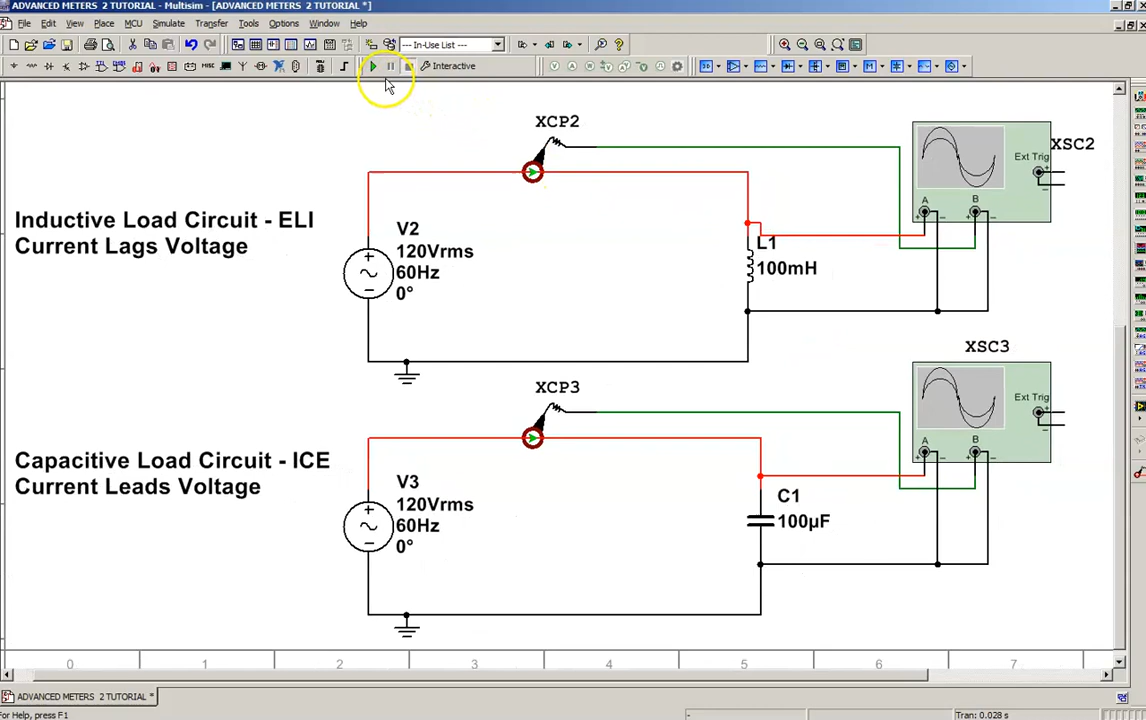 ADVANCED METERS 2 TUTORIAL - Multisim - [ADVANCED METERS 2 TUTORIAL *]
File Edit View Place MCU Simulate Transfer Tools Options Window Help
--- In-Use List ---
MISC Interactive
XCP2
Ext Trig
XSC2
A B
Inductive Load Circuit - ELI
Current Lags Voltage
V2
120Vrms
60Hz
0°
L1
100mH
XSC3
XCP3
Ext Trig
A B
Capacitive Load Circuit - ICE
Current Leads Voltage
V3
120Vrms
60Hz
0°
C1
100µF
0 1 2 3 4 5 6 7
ADVANCED METERS 2 TUTORIAL *
For Help, press F1
- Tran: 0.028 s